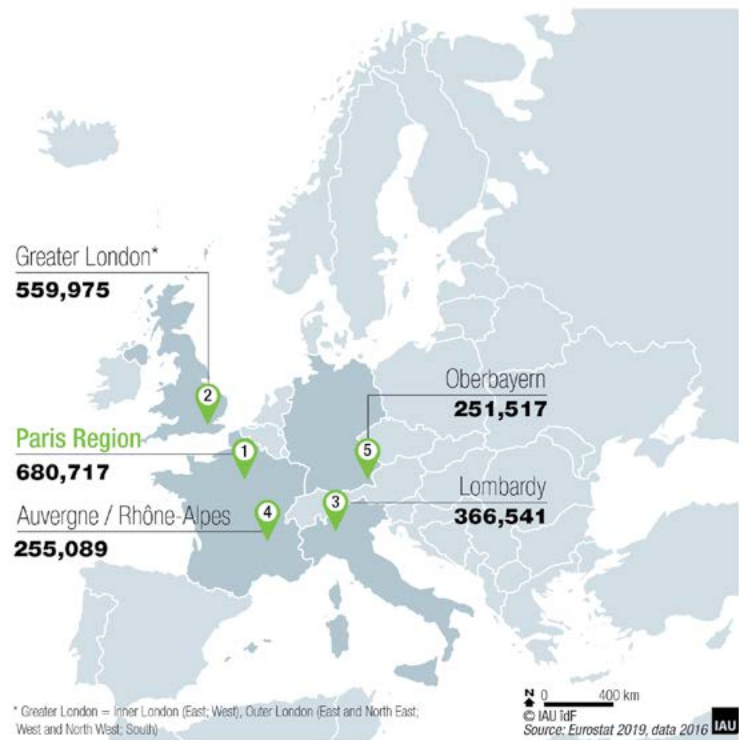 Greater London*
559,975
2
Oberbayern
251,517
Paris Region
680,717
1
5
Lombardy
366,541
3
Auvergne / Rhône-Alpes
255,089
4
* Greater London = Inner London (East; West), Outer London (East and North East;
West and North West; South)
N 0 400 km
© IAU îdF
Source: Eurostat 2019, data 2016
IAU